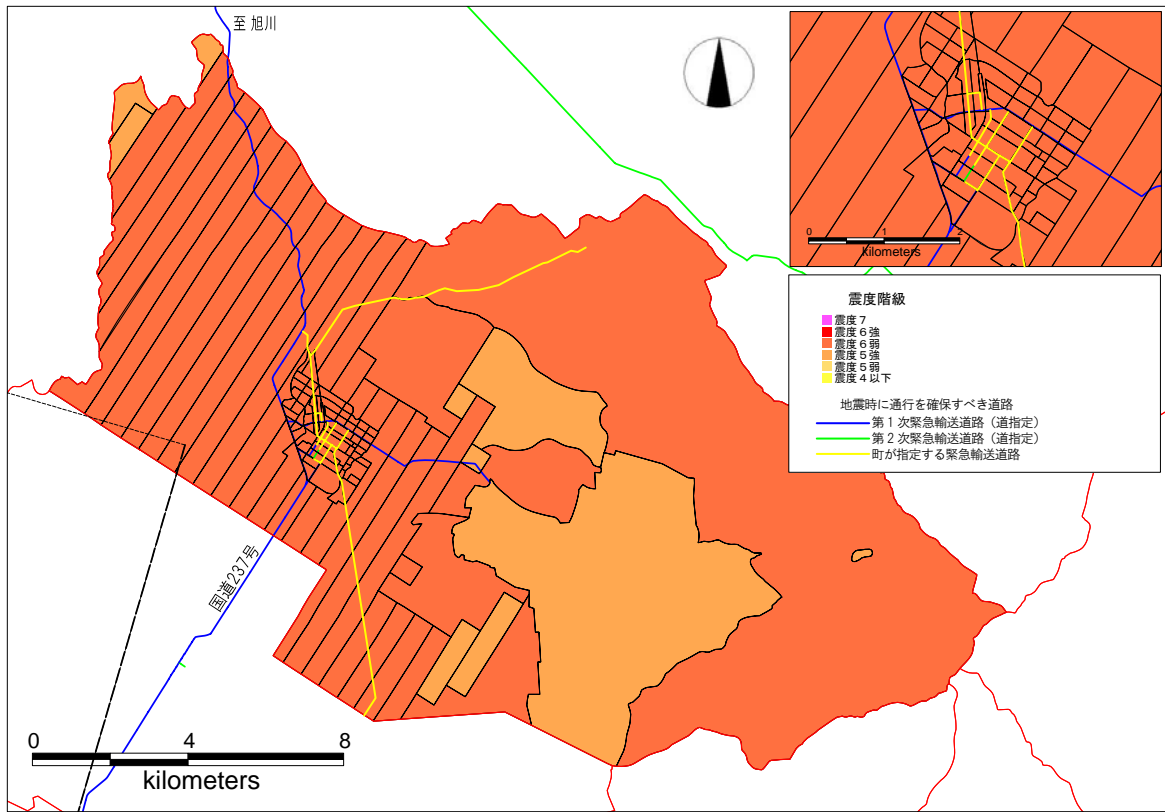 至 旭川
0 1 2
kilometers
震度階級
震度７
震度６強
震度６弱
震度５強
震度５弱
震度４以下
地震時に通行を確保すべき道路
第１次緊急輸送道路（道指定）
第２次緊急輸送道路（道指定）
町が指定する緊急輸送道路
国道237号
0 4 8
kilometers